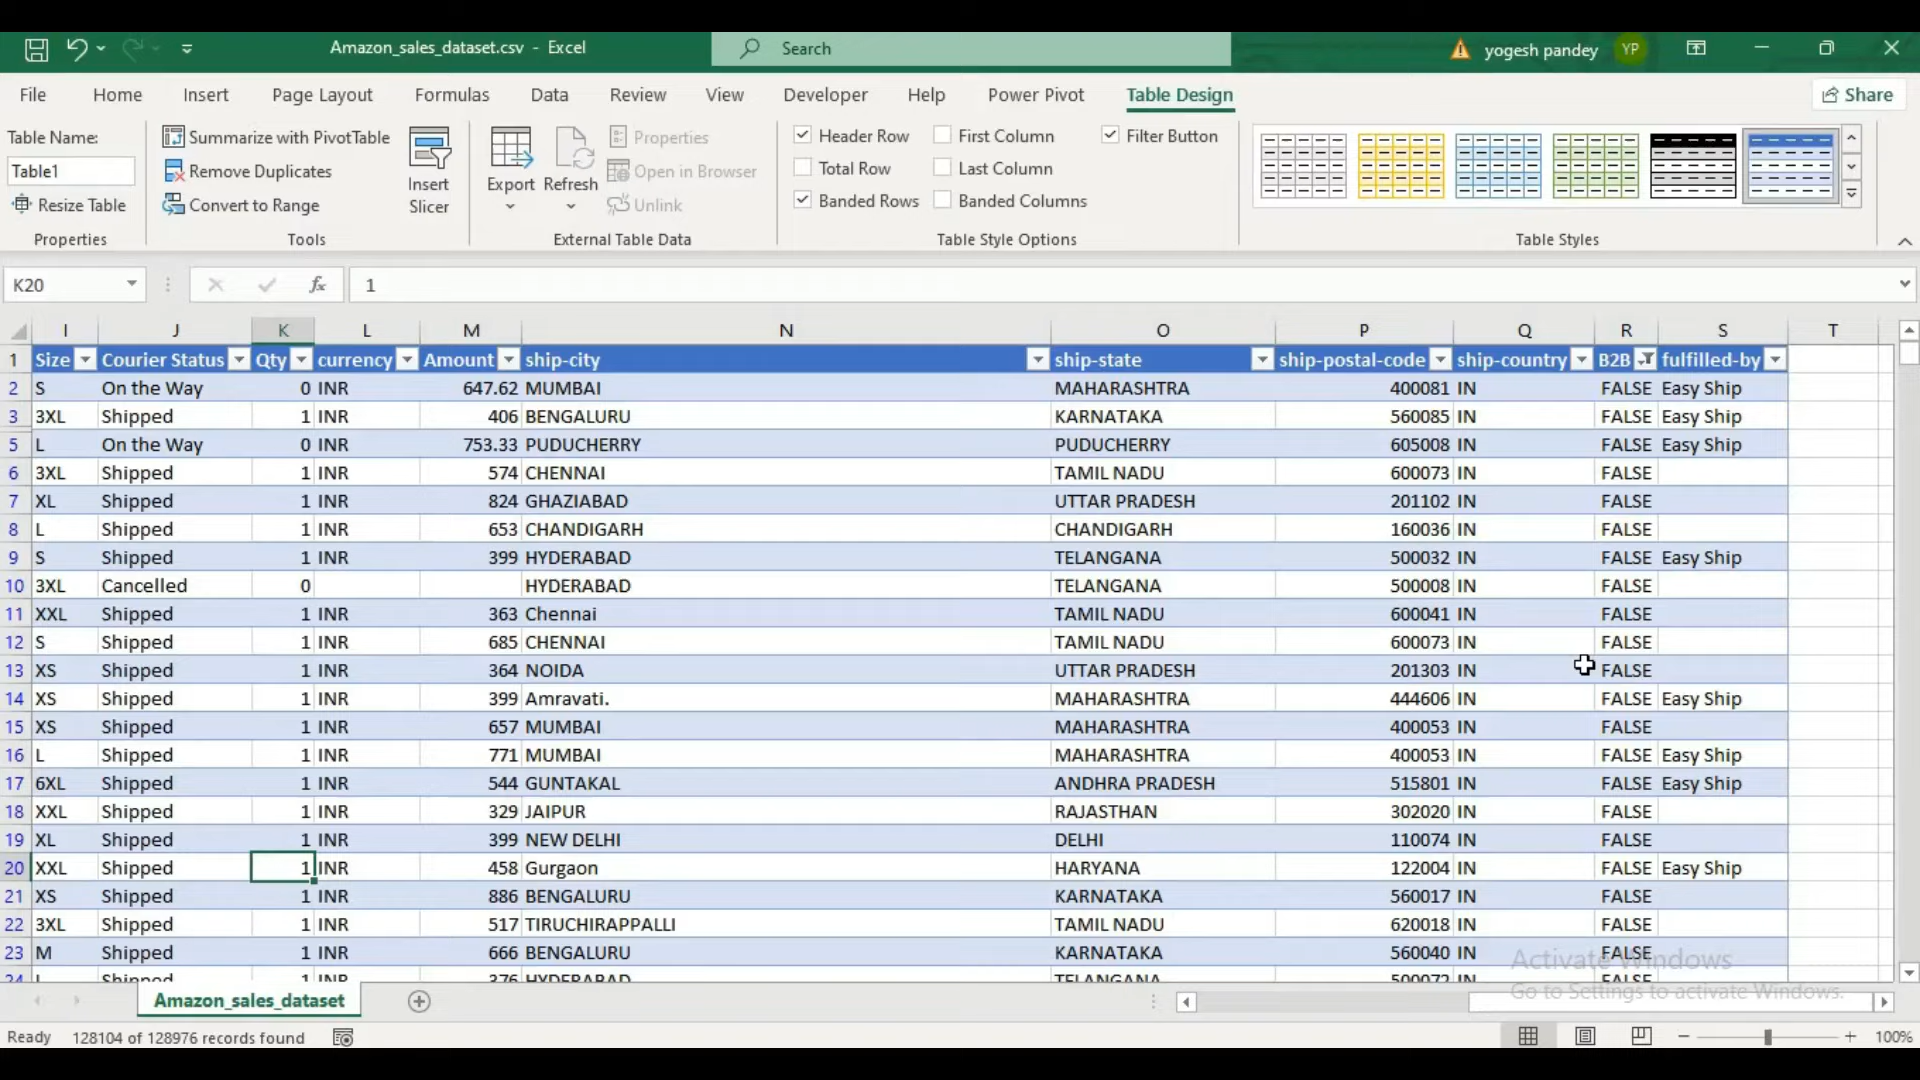 Amazon_sales_dataset.csv - Excel
Search
yogesh pandey YP
File Home Insert Page Layout Formulas Data Review View Developer Help Power Pivot Table Design Share
Table Name:
Table1
Resize Table
Properties
Summarize with PivotTable
Remove Duplicates
Convert to Range
Tools
Insert
Slicer
Export
Refresh
Properties
Open in Browser
Unlink
External Table Data
Header Row First Column Filter Button
Total Row Last Column
Banded Rows Banded Columns
Table Style Options
Table Styles
K20 fx 1
I J K L M N O P Q R S T
1 Size Courier Status Qty currency Amount ship-city ship-state ship-postal-code ship-country B2B fulfilled-by
2 S On the Way 0 INR 647.62 MUMBAI MAHARASHTRA 400081 IN FALSE Easy Ship
3 3XL Shipped 1 INR 406 BENGALURU KARNATAKA 560085 IN FALSE Easy Ship
5 L On the Way 0 INR 753.33 PUDUCHERRY PUDUCHERRY 605008 IN FALSE Easy Ship
6 3XL Shipped 1 INR 574 CHENNAI TAMIL NADU 600073 IN FALSE
7 XL Shipped 1 INR 824 GHAZIABAD UTTAR PRADESH 201102 IN FALSE
8 L Shipped 1 INR 653 CHANDIGARH CHANDIGARH 160036 IN FALSE
9 S Shipped 1 INR 399 HYDERABAD TELANGANA 500032 IN FALSE Easy Ship
10 3XL Cancelled 0 HYDERABAD TELANGANA 500008 IN FALSE
11 XXL Shipped 1 INR 363 Chennai TAMIL NADU 600041 IN FALSE
12 S Shipped 1 INR 685 CHENNAI TAMIL NADU 600073 IN FALSE
13 XS Shipped 1 INR 364 NOIDA UTTAR PRADESH 201303 IN FALSE
14 XS Shipped 1 INR 399 Amravati. MAHARASHTRA 444606 IN FALSE Easy Ship
15 XS Shipped 1 INR 657 MUMBAI MAHARASHTRA 400053 IN FALSE
16 L Shipped 1 INR 771 MUMBAI MAHARASHTRA 400053 IN FALSE Easy Ship
17 6XL Shipped 1 INR 544 GUNTAKAL ANDHRA PRADESH 515801 IN FALSE Easy Ship
18 XXL Shipped 1 INR 329 JAIPUR RAJASTHAN 302020 IN FALSE
19 XL Shipped 1 INR 399 NEW DELHI DELHI 110074 IN FALSE
20 XXL Shipped 1 INR 458 Gurgaon HARYANA 122004 IN FALSE Easy Ship
21 XS Shipped 1 INR 886 BENGALURU KARNATAKA 560017 IN FALSE
22 3XL Shipped 1 INR 517 TIRUCHIRAPPALLI TAMIL NADU 620018 IN FALSE
23 M Shipped 1 INR 666 BENGALURU KARNATAKA 560040 IN FALSE
24 L Shipped 1 INR 376 HYDERABAD TELANGANA 500072 IN FALSE
Activate Windows
Go to Settings to activate Windows.
Amazon_sales_dataset
Ready 128104 of 128976 records found 100%